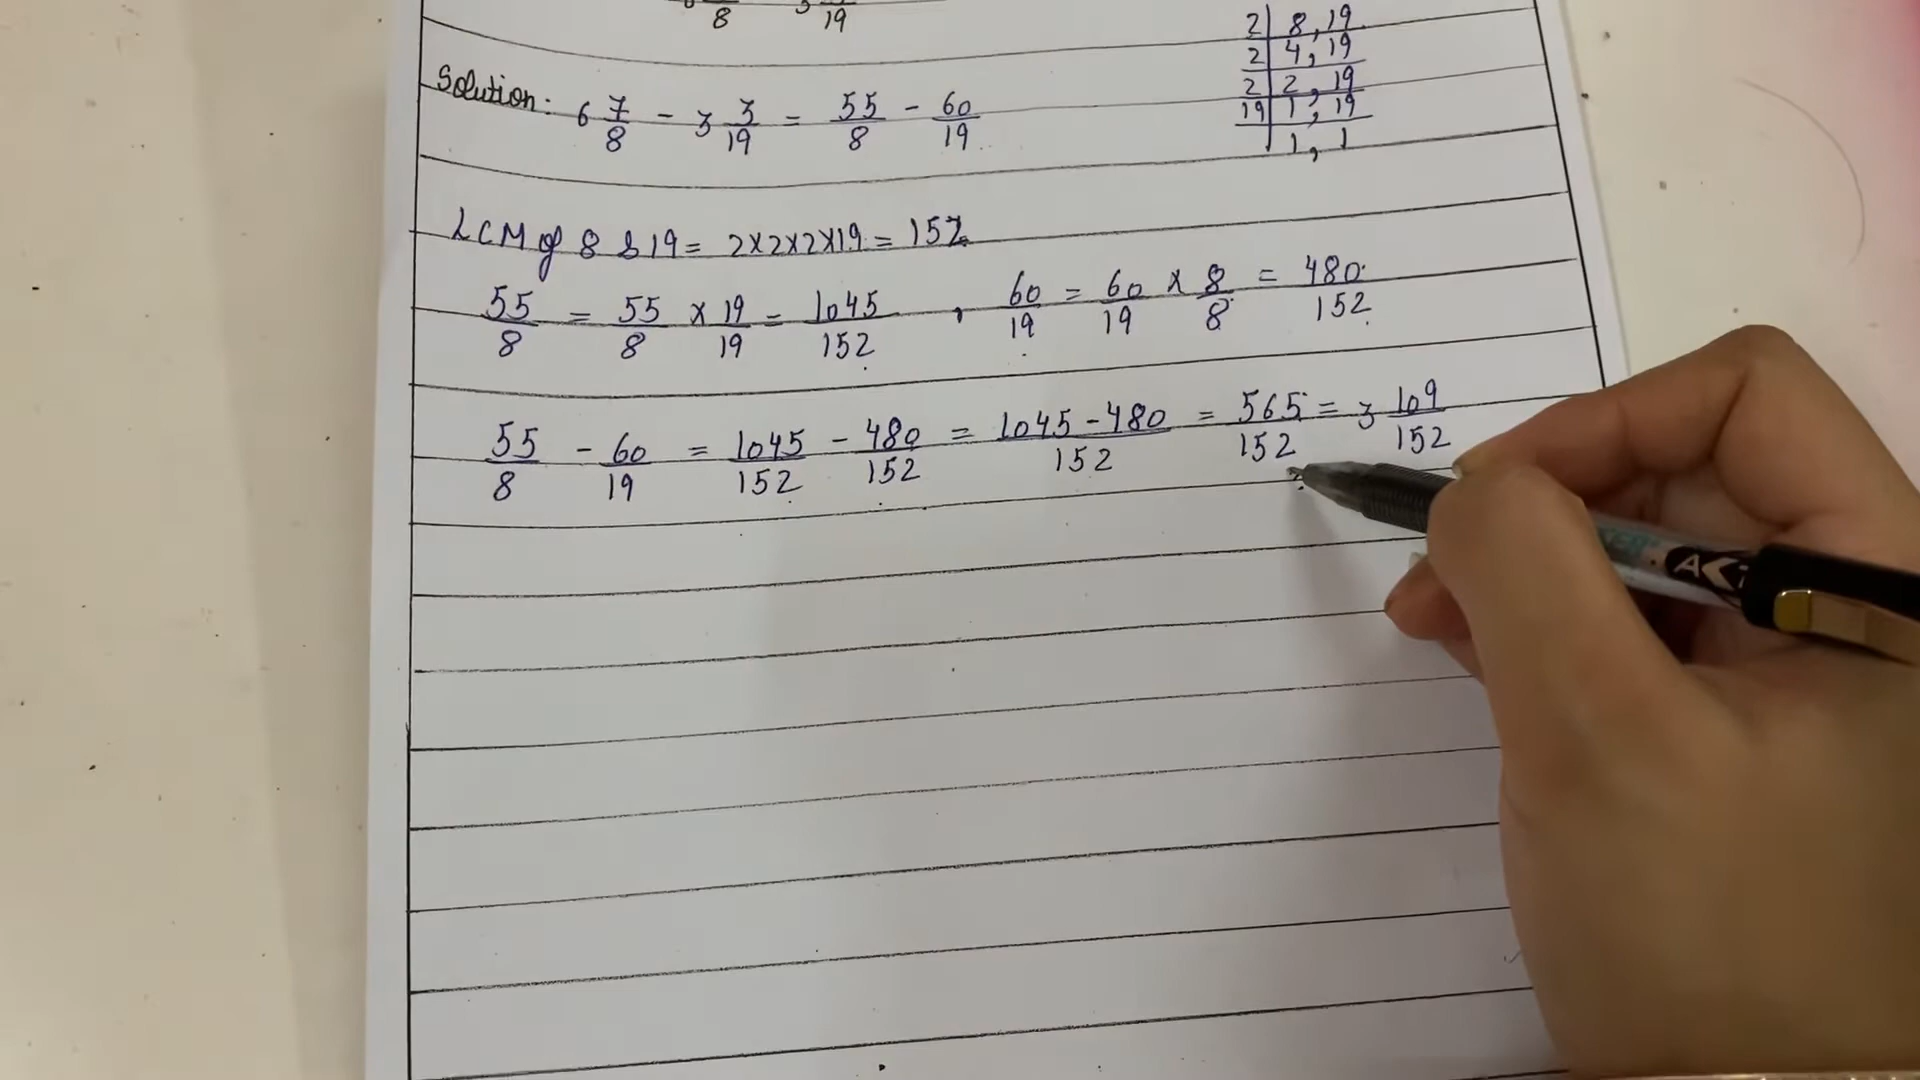 8 19
2 | 8, 19
2 | 4, 19
2 | 2, 19
19 | 1, 19
1, 1
Solution: 6 7/8 - 3 3/19 = 55/8 - 60/19
LCM of 8 & 19 = 2x2x2x19 = 152
55/8 = 55/8 x 19/19 = 1045/152 , 60/19 = 60/19 x 8/8 = 480/152
55/8 - 60/19 = 1045/152 - 480/152 = 1045-480/152 = 565/152 = 3 109/152